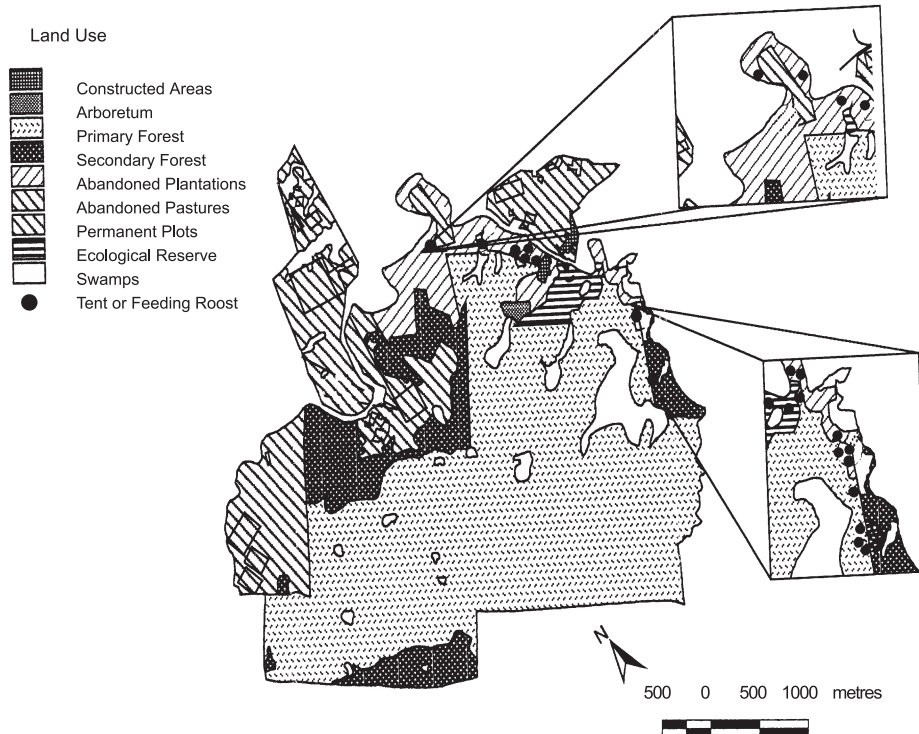 Land Use
Constructed Areas
Arboretum
Primary Forest
Secondary Forest
Abandoned Plantations
Abandoned Pastures
Permanent Plots
Ecological Reserve
Swamps
Tent or Feeding Roost
N
500 0 500 1000 metres